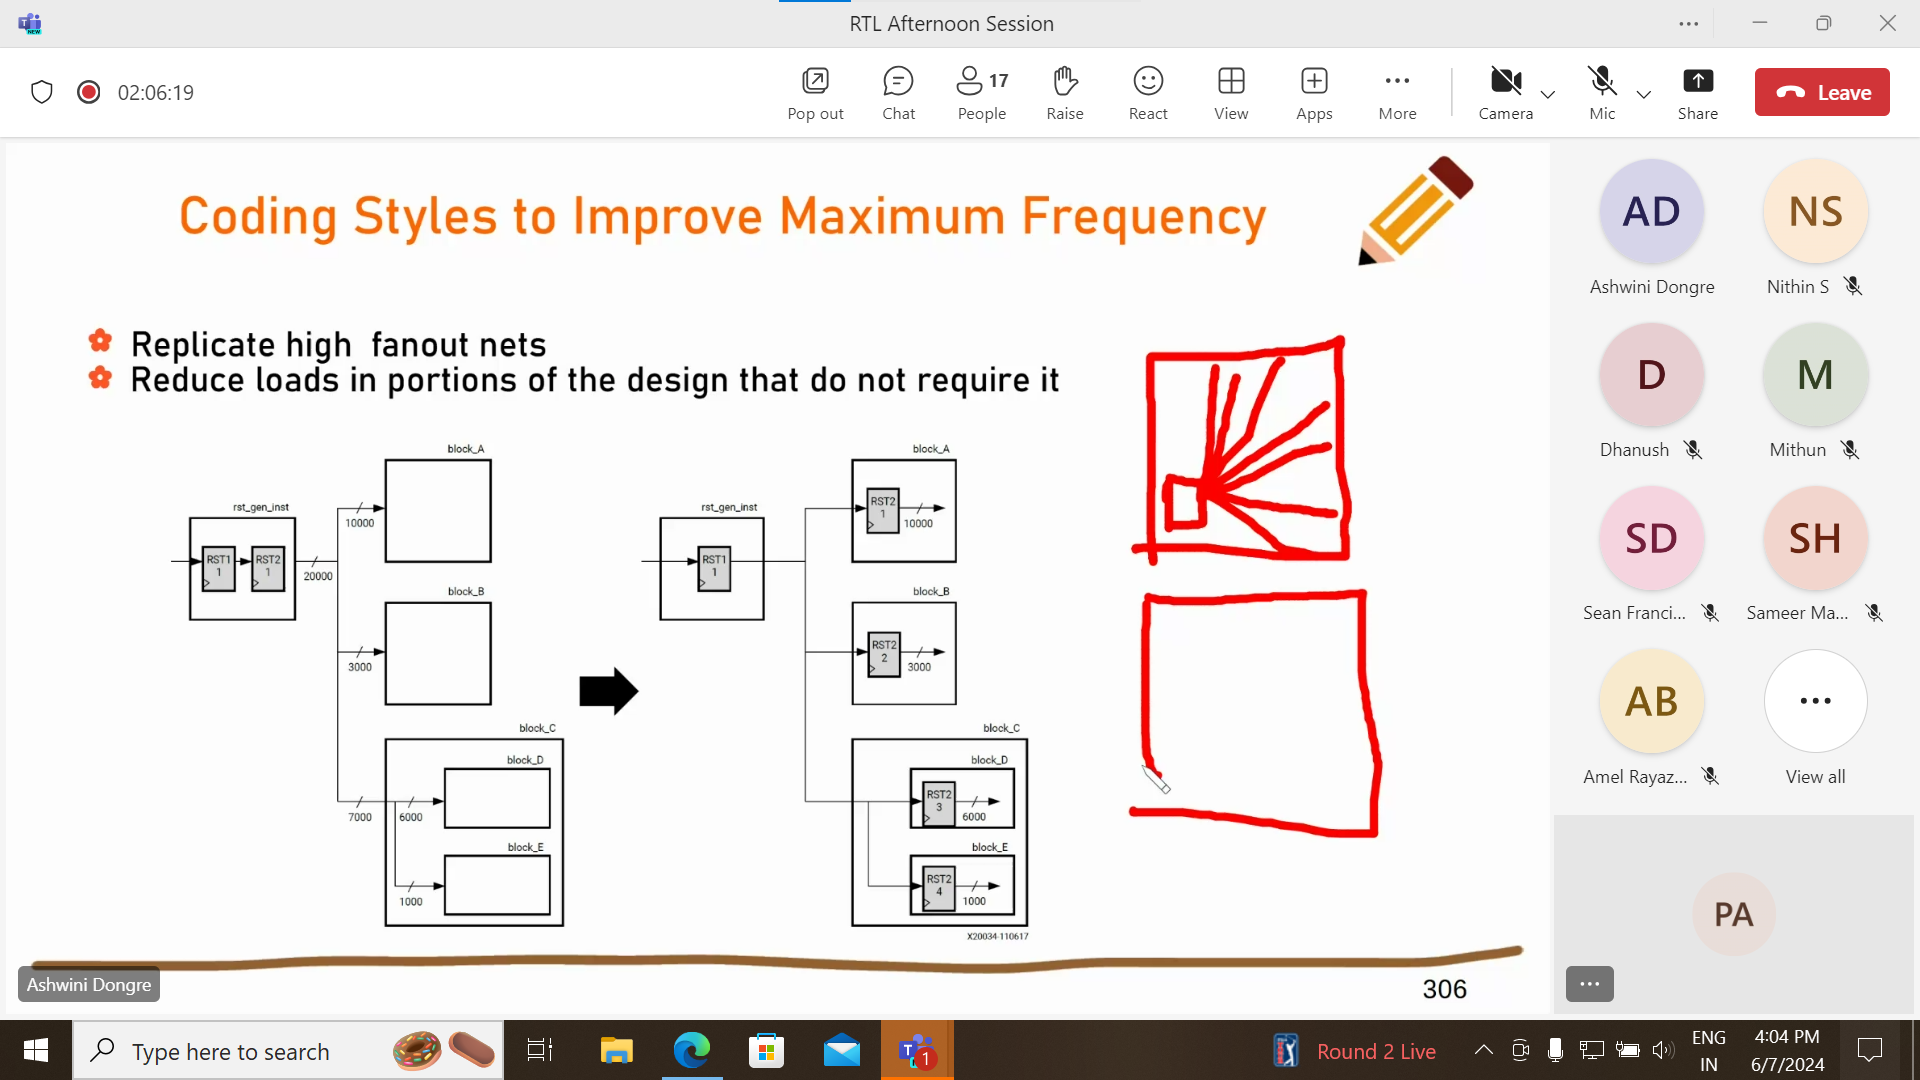 RTL Afternoon Session
NEW
02:06:19
Pop out
Chat
17
People
Raise
React
View
Apps
More
Camera
Mic
Share
Leave
Coding Styles to Improve Maximum Frequency
Replicate high fanout nets
Reduce loads in portions of the design that do not require it
rst_gen_inst
RST1
1
RST2
1
20000
block_A
10000
block_B
3000
block_C
7000
block_D
6000
block_E
1000
rst_gen_inst
RST1
1
block_A
RST2
1
10000
block_B
RST2
2
3000
block_C
block_D
RST2
3
6000
block_E
RST2
4
1000
X20034-110617
306
Ashwini Dongre
AD
Ashwini Dongre
NS
Nithin S
D
Dhanush
M
Mithun
SD
Sean Franci...
SH
Sameer Ma...
AB
Amel Rayaz...
View all
PA
Type here to search
1
Round 2 Live
ENG
IN
4:04 PM
6/7/2024